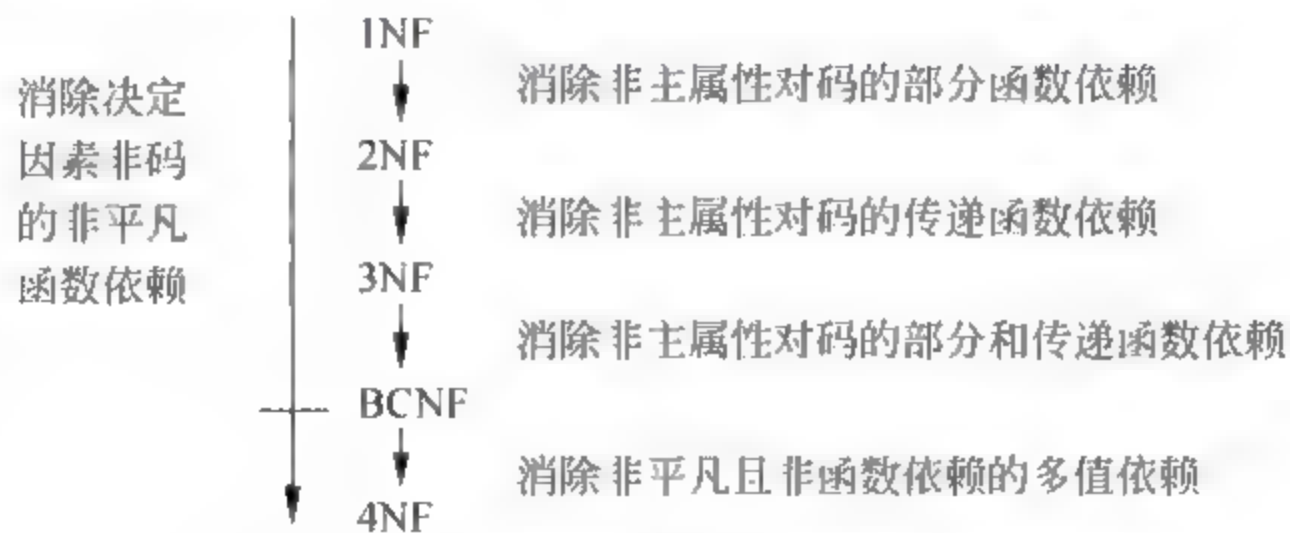 消除决定
因素非码
的非平凡
函数依赖
1NF
消除非主属性对码的部分函数依赖
2NF
消除非主属性对码的传递函数依赖
3NF
消除非主属性对码的部分和传递函数依赖
BCNF
消除非平凡且非函数依赖的多值依赖
4NF